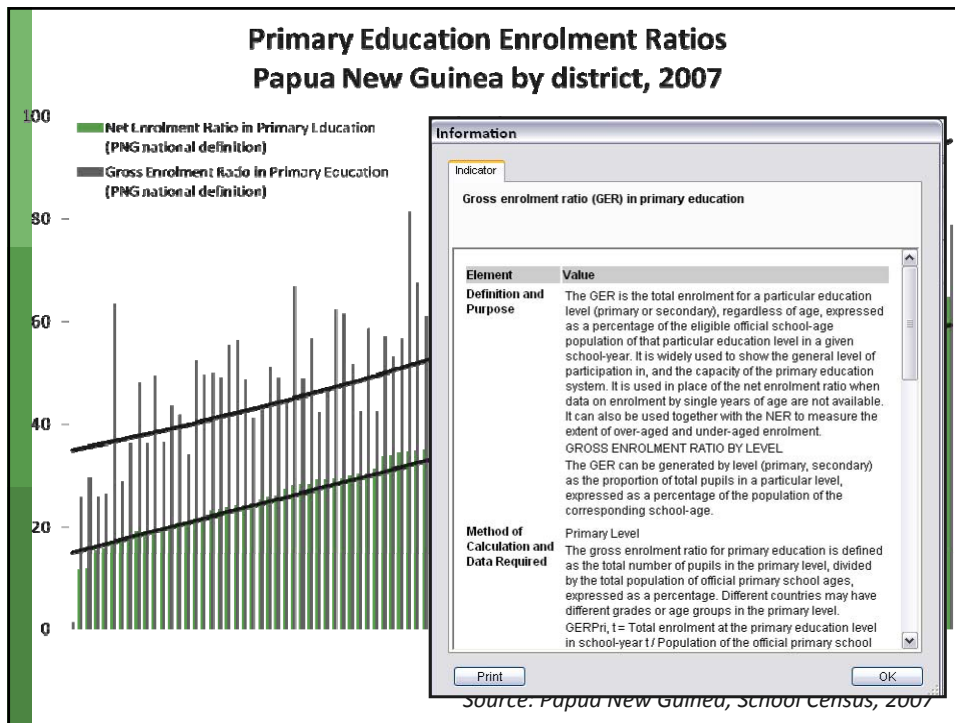 Primary Education Enrolment Ratios
Papua New Guinea by district, 2007
100
80
60
40
20
0
Net Enrolment Ratio in Primary Education
(PNG national definition)
Gross Enrolment Ratio in Primary Education
(PNG national definition)
Information
Indicator
Gross enrolment ratio (GER) in primary education
Element Value
Definition and Purpose
The GER is the total enrolment for a particular education
level (primary or secondary), regardless of age, expressed
as a percentage of the eligible official school-age
population of that particular education level in a given
school-year. It is widely used to show the general level of
participation in, and the capacity of the primary education
system. It is used in place of the net enrolment ratio when
data on enrolment by single years of age are not available.
It can also be used together with the NER to measure the
extent of over-aged and under-aged enrolment.
GROSS ENROLMENT RATIO BY LEVEL
The GER can be generated by level (primary, secondary)
as the proportion of total pupils in a particular level,
expressed as a percentage of the population of the
corresponding school-age.
Method of
Calculation and
Data Required
Primary Level
The gross enrolment ratio for primary education is defined
as the total number of pupils in the primary level, divided
by the total population of official primary school ages,
expressed as a percentage. Different countries may have
different grades or age groups in the primary level.
GERPri, t = Total enrolment at the primary education level
in school-year t / Population of the official primary school
Print
OK
Source: Papua New Guinea, School Census, 2007